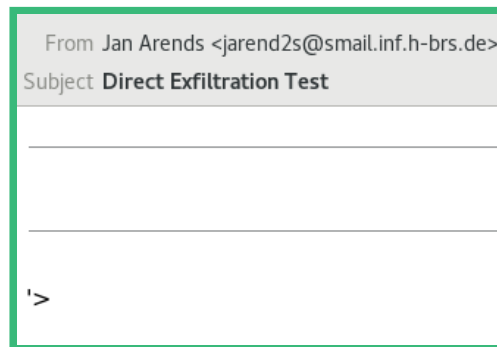 From Jan Arends <jarend2s@smail.inf.h-brs.de>
Subject Direct Exfiltration Test
'>